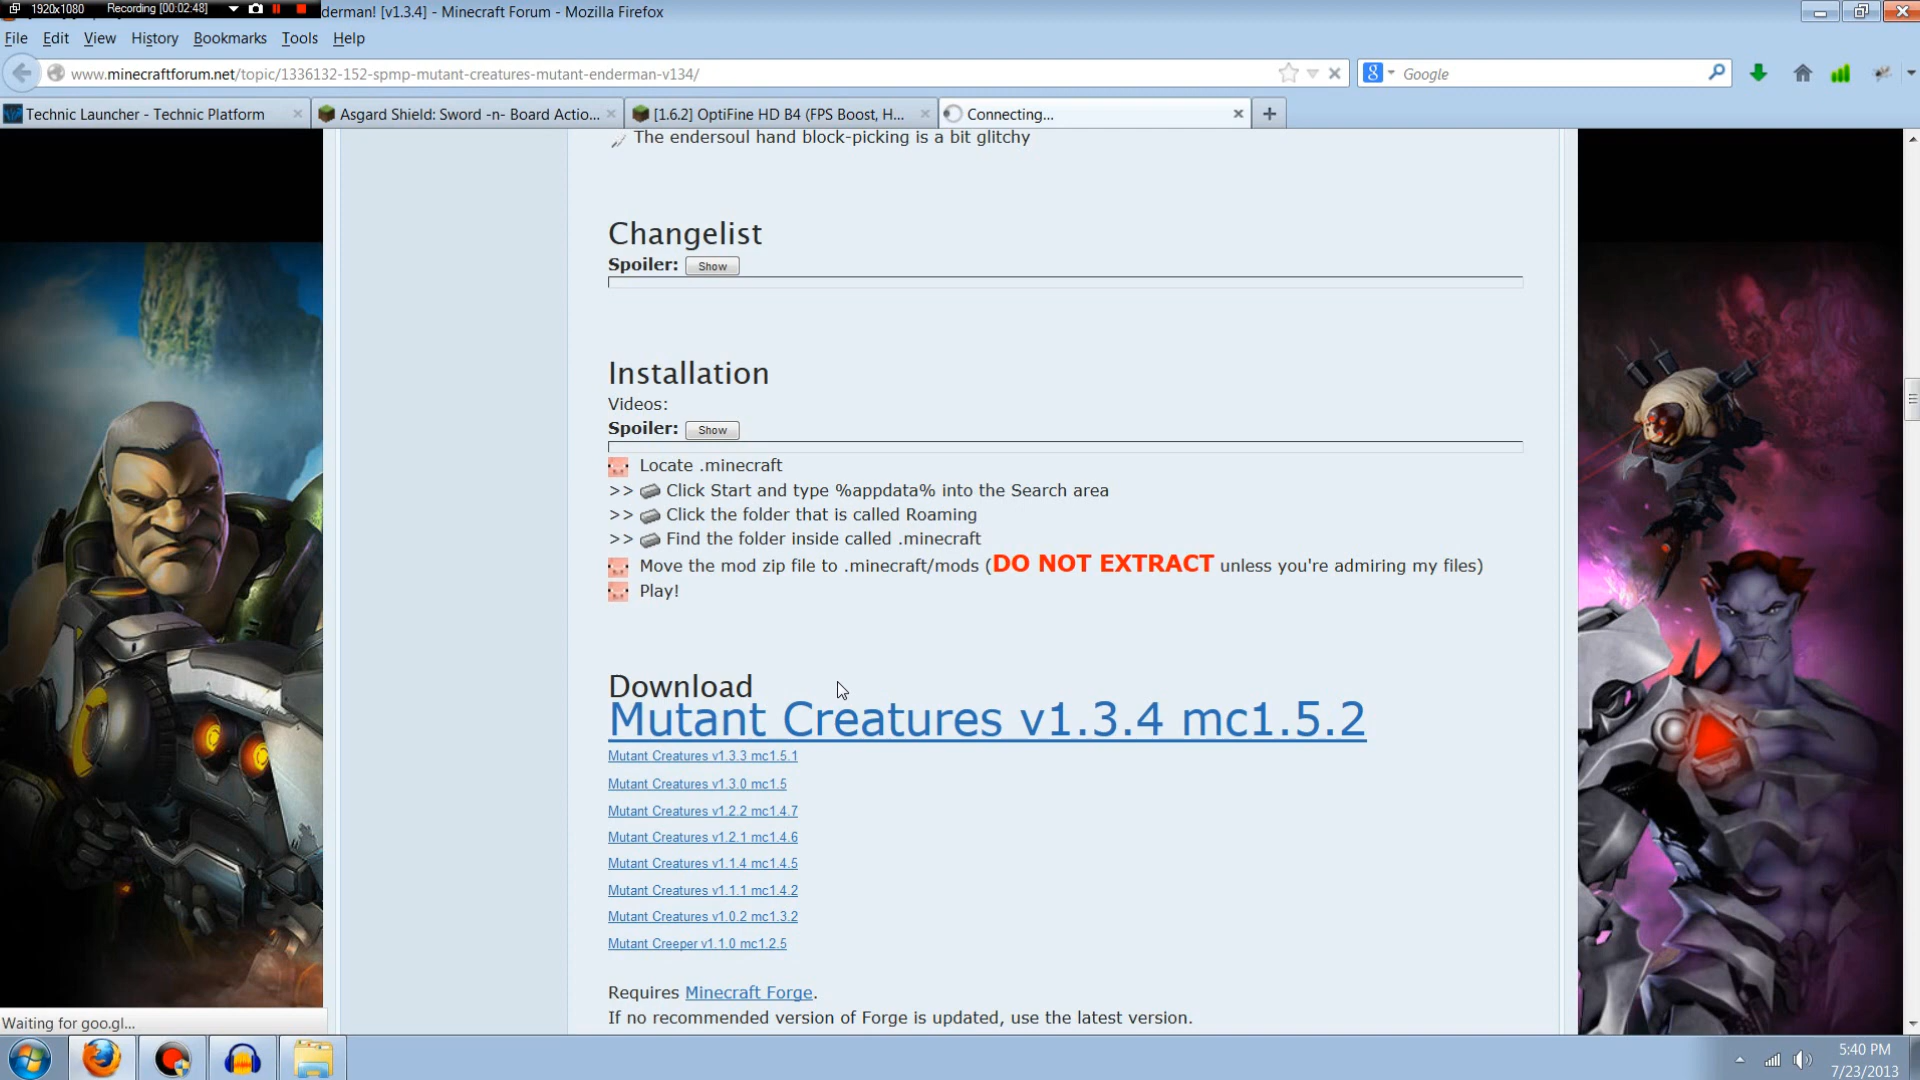 1920x1080 Recording [00:02:48]
derman! [v1.3.4] - Minecraft Forum - Mozilla Firefox
File Edit View History Bookmarks Tools Help
www.minecraftforum.net/topic/1336132-152-spmp-mutant-creatures-mutant-enderman-v134/
Google
Technic Launcher - Technic Platform
Asgard Shield: Sword -n- Board Actio...
[1.6.2] OptiFine HD B4 (FPS Boost, H...
Connecting...
The endersoul hand block-picking is a bit glitchy
Changelist
Spoiler: Show
Installation
Videos:
Spoiler: Show
Locate .minecraft
>> Click Start and type %appdata% into the Search area
>> Click the folder that is called Roaming
>> Find the folder inside called .minecraft
Move the mod zip file to .minecraft/mods (DO NOT EXTRACT unless you're admiring my files)
Play!
Download
Mutant Creatures v1.3.4 mc1.5.2
Mutant Creatures v1.3.3 mc1.5.1
Mutant Creatures v1.3.0 mc1.5
Mutant Creatures v1.2.2 mc1.4.7
Mutant Creatures v1.2.1 mc1.4.6
Mutant Creatures v1.1.4 mc1.4.5
Mutant Creatures v1.1.1 mc1.4.2
Mutant Creatures v1.0.2 mc1.3.2
Mutant Creeper v1.1.0 mc1.2.5
Requires Minecraft Forge.
If no recommended version of Forge is updated, use the latest version.
Waiting for goo.gl...
5:40 PM
7/23/2013